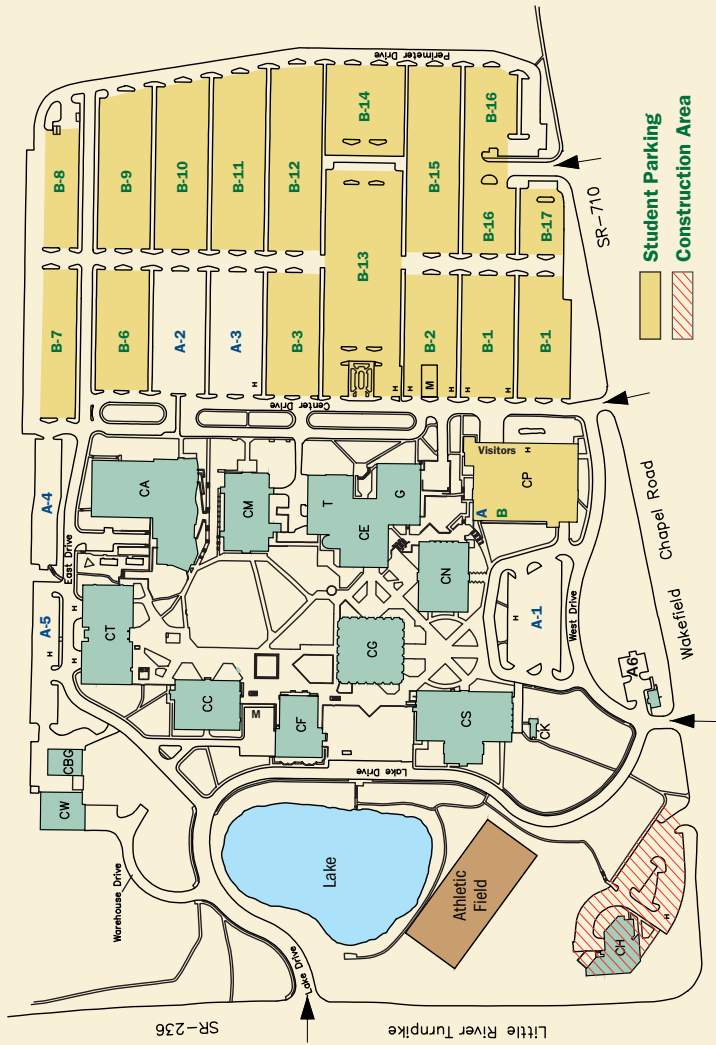 Perimeter Drive
B-8
B-9
B-10
B-11
B-12
B-14
B-15
B-16
B-16
B-17
B-13
B-7
B-6
A-2
A-3
B-3
B-2
B-1
B-1
H
H
H
H
H
M
Center Drive
SR-710
Student Parking
Construction Area
A-4
CA
CM
T
CE
G
Visitors
H
CP
A
B
East Drive
A-5
H
H
H
CT
CN
H
A-1
West Drive
Wakefield Chapel Road
A6
CC
M
CF
CG
CS
CK
CBG
CW
Lake Drive
Warehouse Drive
Lake
Athletic
Field
CH
H
Lake Drive
SR-236
Little River Turnpike